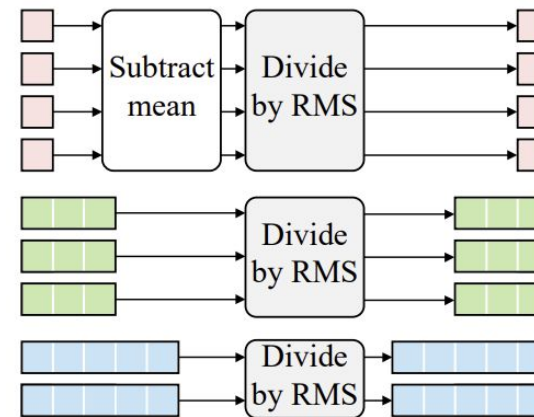 Subtract
mean
Divide
by RMS
Divide
by RMS
Divide
by RMS